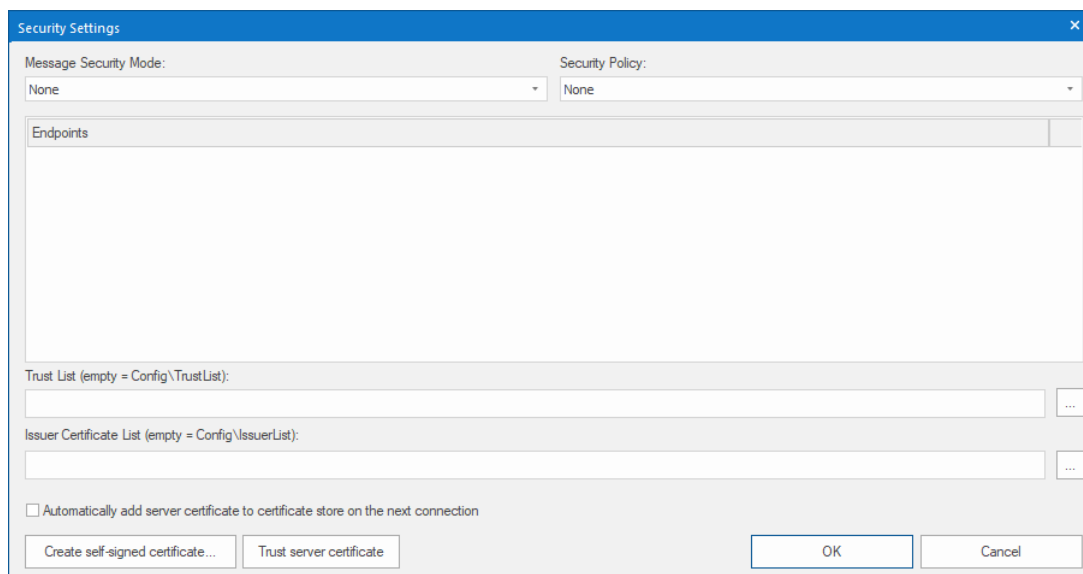 Security Settings ×
Message Security Mode: Security Policy:
None None
Endpoints
Trust List (empty = Config\TrustList):
...
Issuer Certificate List (empty = Config\IssuerList):
...
Automatically add server certificate to certificate store on the next connection
Create self-signed certificate... Trust server certificate OK Cancel